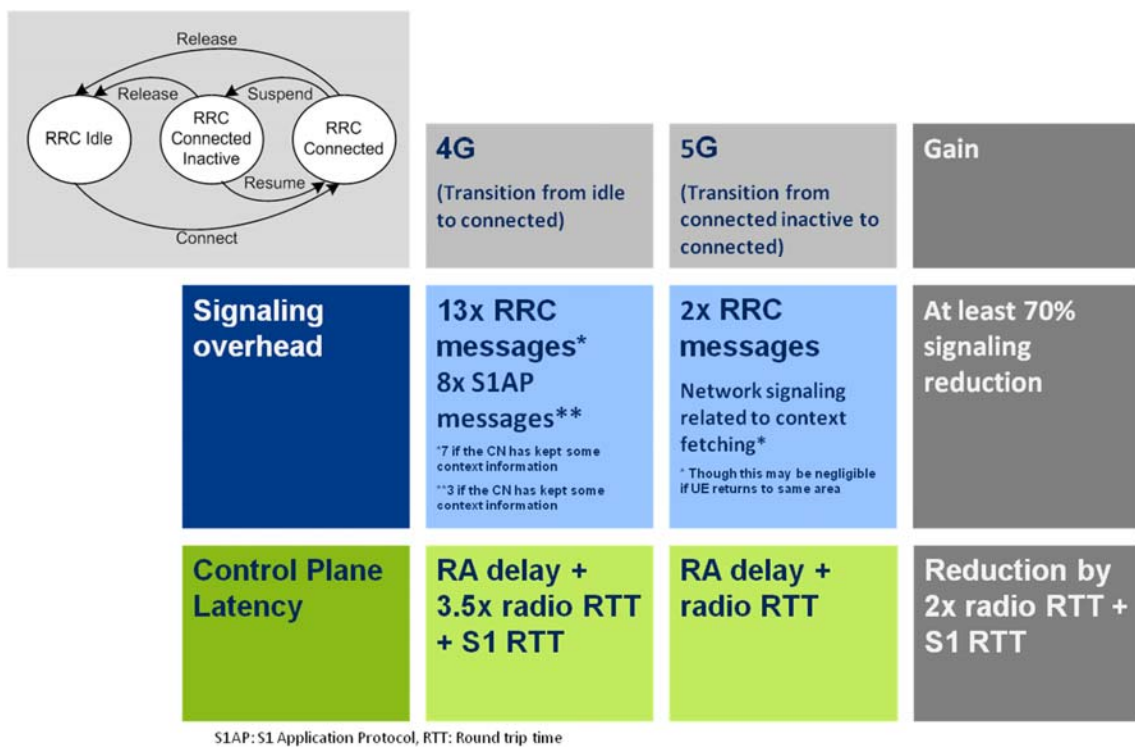 Release
Release
Suspend
RRC Idle
RRC
Connected
Inactive
RRC
Connected
Resume
Connect
4G
(Transition from idle
to connected)
5G
(Transition from
connected inactive to
connected)
Gain
Signaling
overhead
13x RRC
messages*
8x S1AP
messages**
*7 if the CN has kept some
context information
**3 if the CN has kept some
context information
2x RRC
messages
Network signaling
related to context
fetching*
* Though this may be negligible
if UE returns to same area
At least 70%
signaling
reduction
Control Plane
Latency
RA delay +
3.5x radio RTT
+ S1 RTT
RA delay +
radio RTT
Reduction by
2x radio RTT +
S1 RTT
S1AP: S1 Application Protocol, RTT: Round trip time